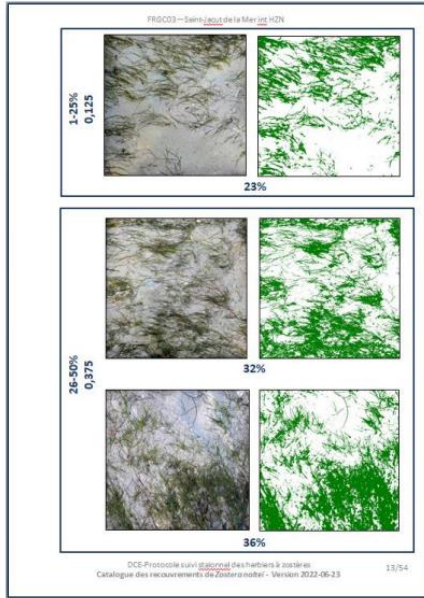 FRGC03 — Saint-Jacut de la Mer int HZN
1-25%
0,125
23%
32%
26-50%
0,375
36%
DCE-Protocole suivi stationnel des herbiers à zostères
13/54
Catalogue des recouvrements de Zostera noltei - Version 2022-06-23